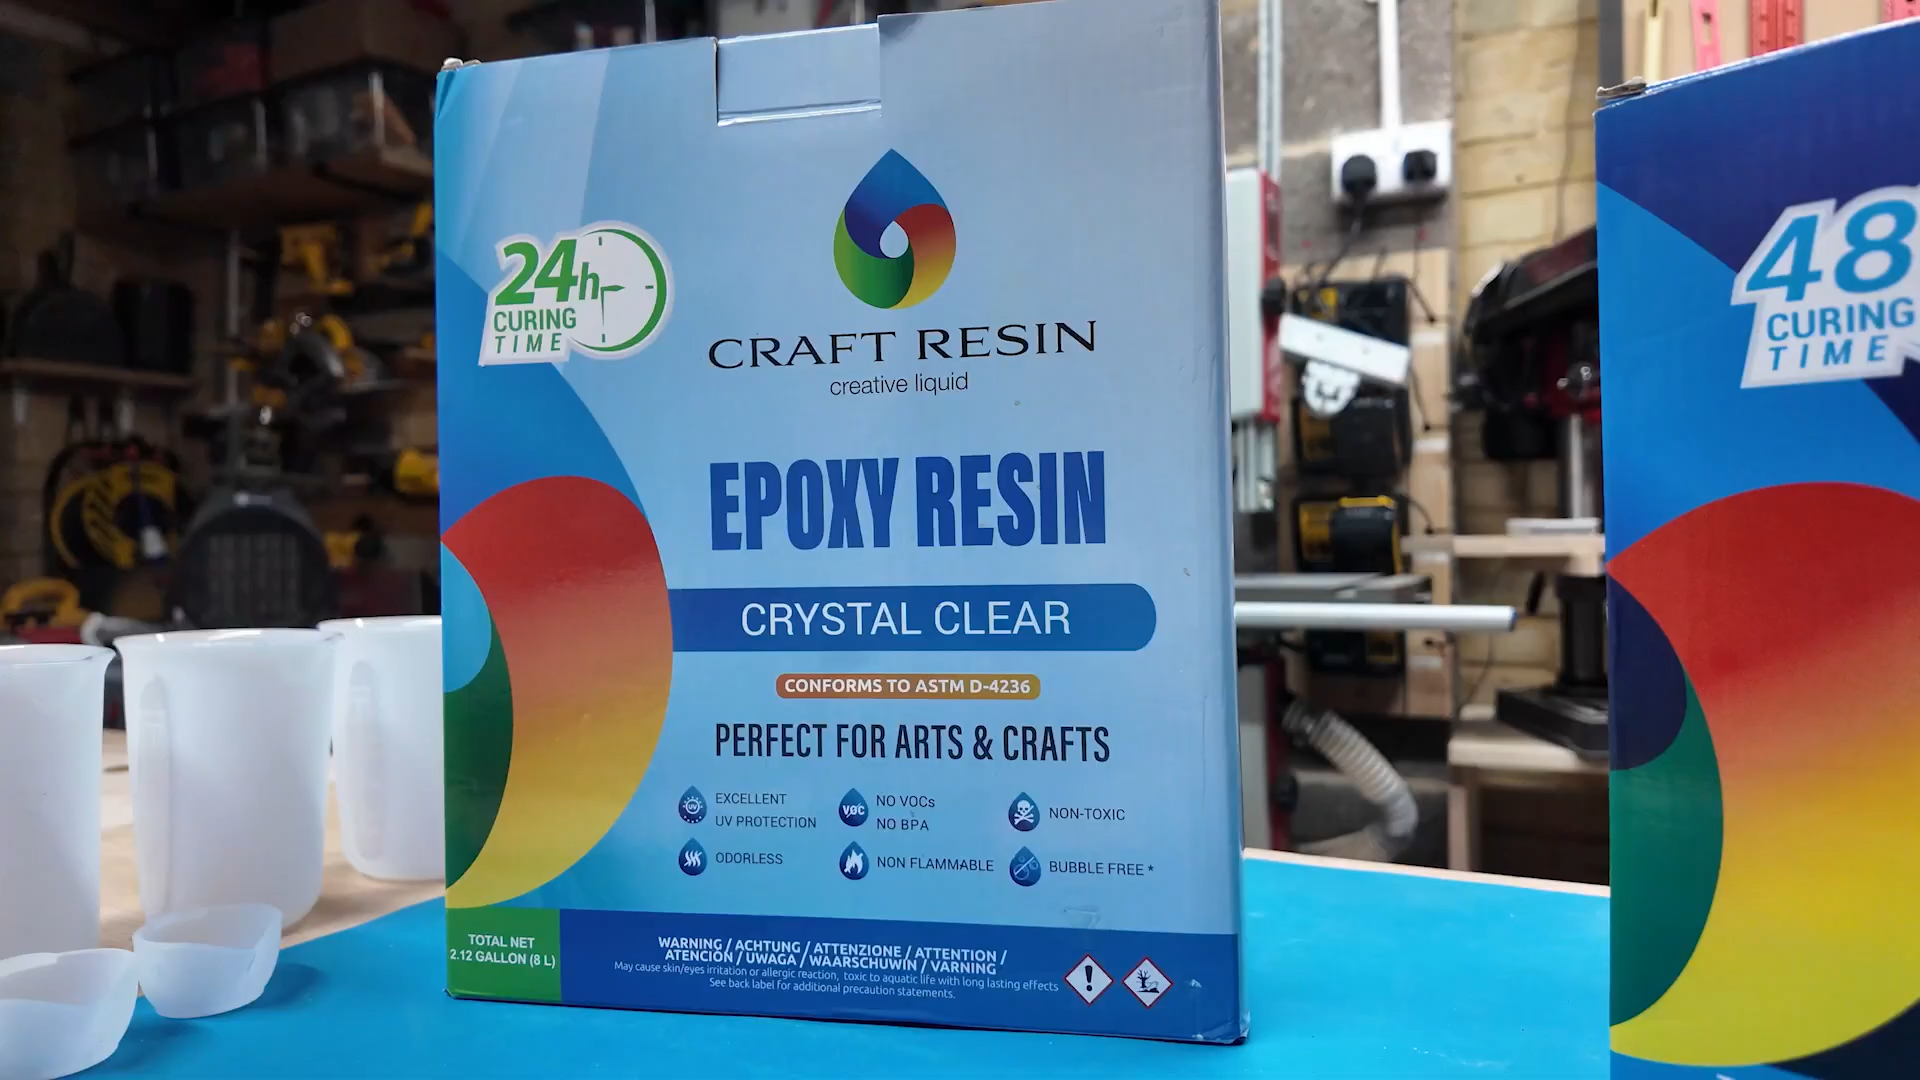 24h
CURING
TIME
CRAFT RESIN
creative liquid
EPOXY RESIN
CRYSTAL CLEAR
CONFORMS TO ASTM D-4236
PERFECT FOR ARTS & CRAFTS
EXCELLENT
UV PROTECTION
VOC
NO VOCs
NO BPA
NON-TOXIC
UV
ODORLESS
NON FLAMMABLE
BUBBLE FREE *
TOTAL NET
2.12 GALLON (8 L)
WARNING / ACHTUNG / ATTENZIONE / ATTENTION /
ATENCIÓN / UWAGA / WAARSCHUWIN / VARNING
May cause skin/eyes irritation or allergic reaction, toxic to aquatic life with long lasting effects
See back label for additional precaution statements.
48
CURING
TIME